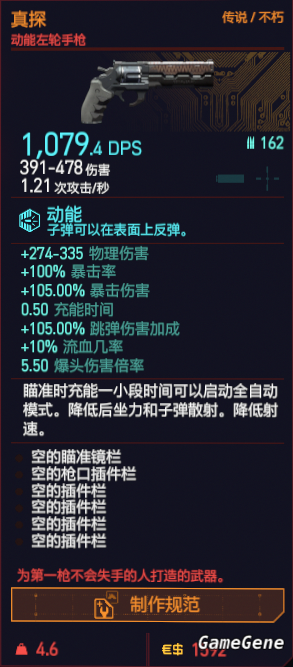 真探
传说 / 不朽
动能左轮手枪
1,079.4 DPS
162
391-478 伤害
1.21 次攻击/秒
动能
子弹可以在表面上反弹。
+274-335 物理伤害
+100% 暴击率
+105.00% 暴击伤害
0.50 充能时间
+105.00% 跳弹伤害加成
+10% 流血几率
5.50 爆头伤害倍率
瞄准时充能一小段时间可以启动全自动
模式。降低后坐力和子弹散射。降低射
速。
空的瞄准镜栏
空的枪口插件栏
空的插件栏
空的插件栏
空的插件栏
空的插件栏
为第一枪不会失手的人打造的武器。
制作规范
4.6
€$ 1592
GameGene